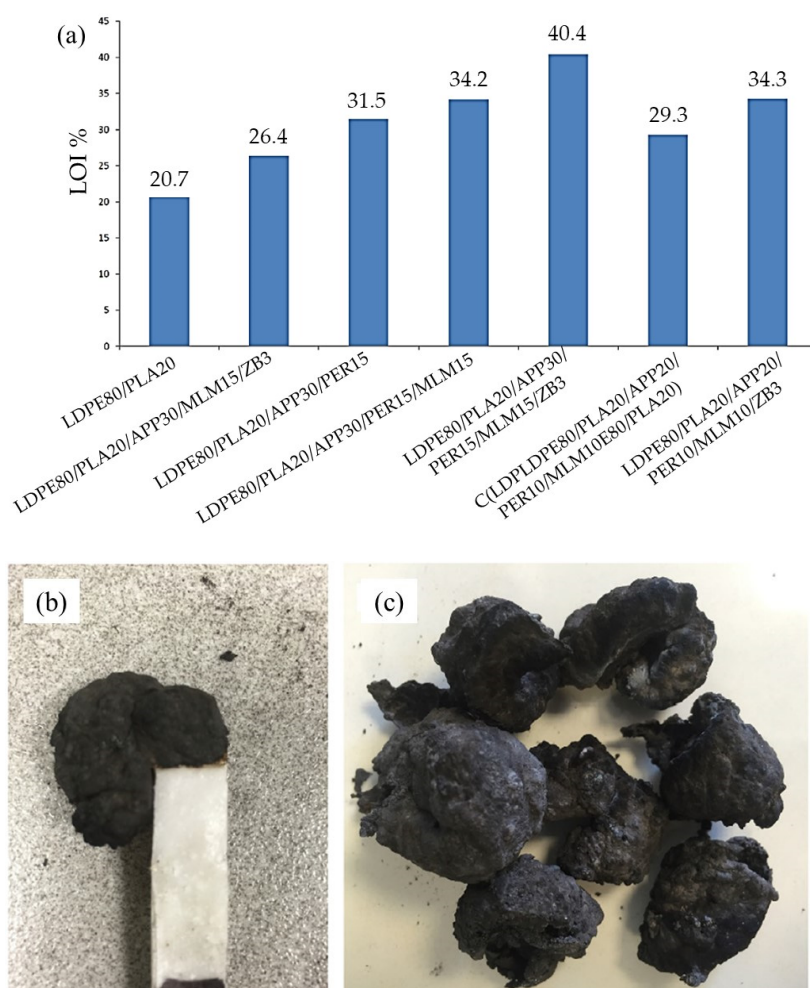 (a)
LOI %
45
40
35
30
25
20
15
10
5
0
20.7
26.4
31.5
34.2
40.4
29.3
34.3
LDPE80/PLA20
LDPE80/PLA20/APP30/MLM15/ZB3
LDPE80/PLA20/APP30/PER15
LDPE80/PLA20/APP30/PER15/MLM15
LDPE80/PLA20/APP30/
PER15/MLM15/ZB3
C(LDPLDPE80/PLA20/APP20/
PER10/MLM10E80/PLA20)
LDPE80/PLA20/APP20/
PER10/MLM10/ZB3
(b)
(c)